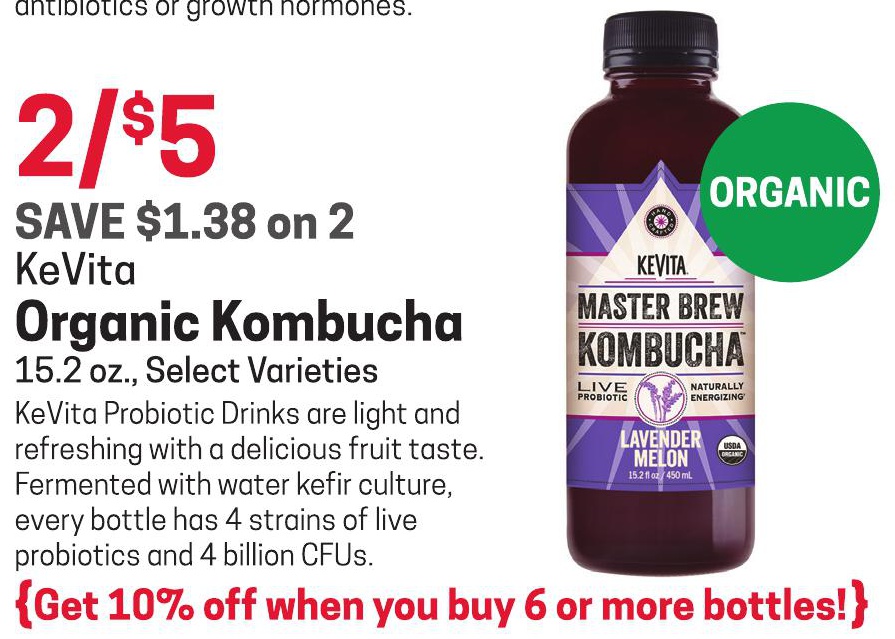 antibiotics or growth hormones.
2/$5
SAVE $1.38 on 2
KeVita
Organic Kombucha
15.2 oz., Select Varieties
KeVita Probiotic Drinks are light and
refreshing with a delicious fruit taste.
Fermented with water kefir culture,
every bottle has 4 strains of live
probiotics and 4 billion CFUs.
{Get 10% off when you buy 6 or more bottles!}
ORGANIC
HAND CRAFTED
KEVITA
MASTER BREW
KOMBUCHA™
LIVE PROBIOTIC
NATURALLY ENERGIZING*
LAVENDER
MELON
15.2 fl oz / 450 mL
USDA
ORGANIC